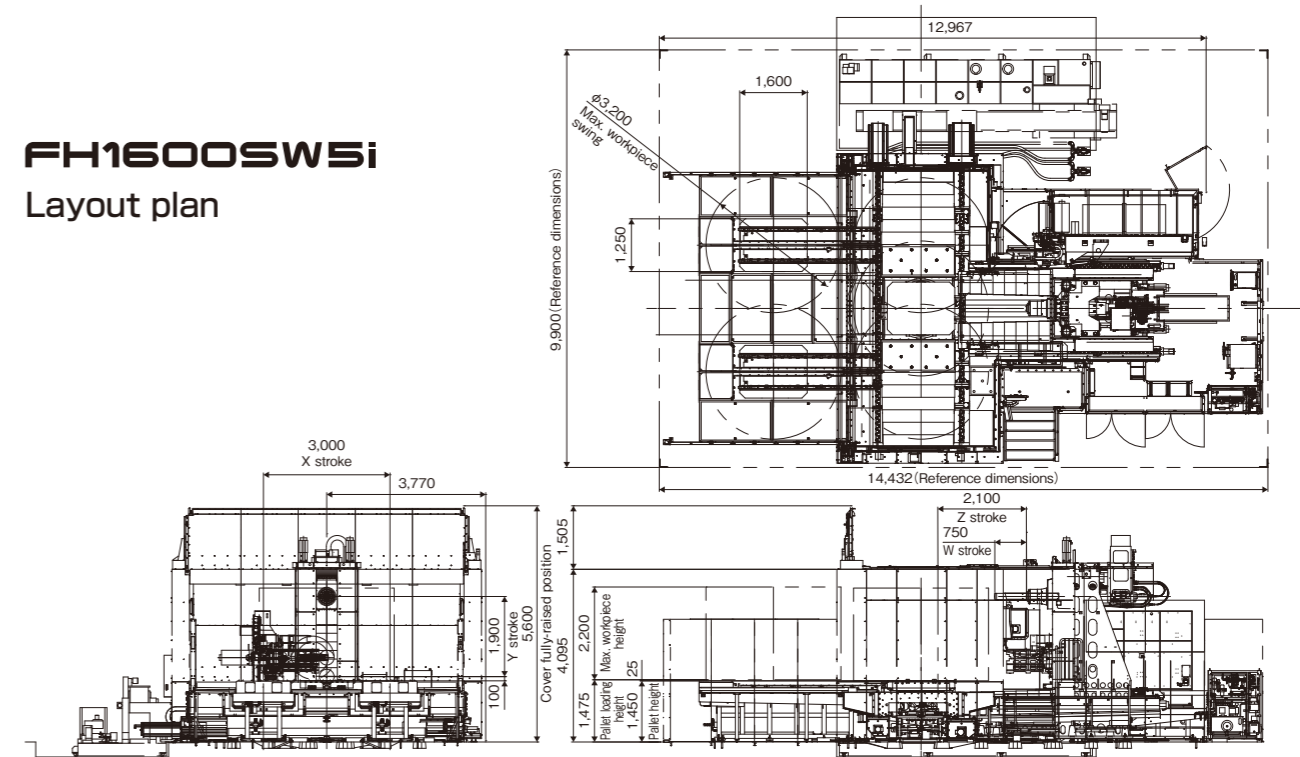 FH1600SW5i
Layout plan
12,967
1,600
φ3,200
Max. workpiece
swing
1,250
9,900(Reference dimensions)
14,432(Reference dimensions)
3,000
X stroke
3,770
1,900
Y stroke
100
5,600
Cover fully-raised position
1,505
4,095
1,475
2,200
Max. workpiece
height
Pallet loading
height
25
1,450
Pallet height
2,100
Z stroke
750
W stroke